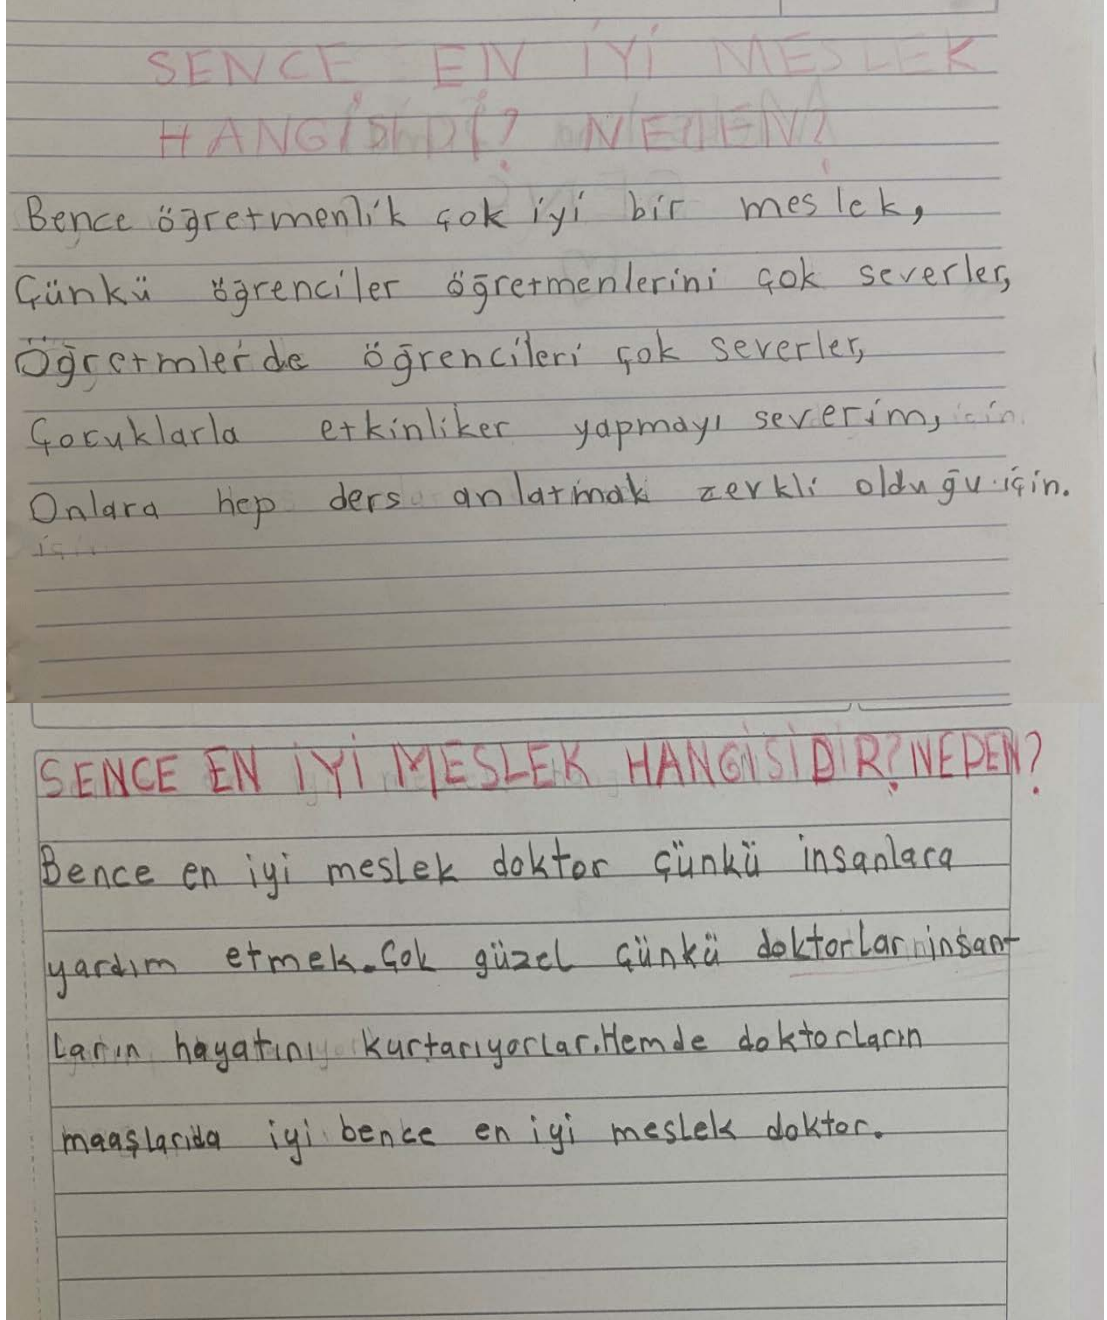 SENCE EN İYİ MESLEK
HANGİSİDİ? NEDEN?
Bence öğretmenlik çok iyi bir meslek,
Çünkü öğrenciler öğretmenlerini çok severler,
Öğretmlerde öğrencileri çok severler,
Çocuklarla etkinliker yapmayı severim, için
Onlara hep ders anlatmak zevkli olduğu için.
için
SENCE EN İYİ MESLEK HANGİSİDİR? NEDEN?
Bence en iyi meslek doktor çünkü insanlara
yardım etmek. Çok güzel çünkü doktorlar insan
ların hayatını kurtarıyorlar. Hemde doktorların
maaşlarıda iyi bence en iyi meslek doktor.